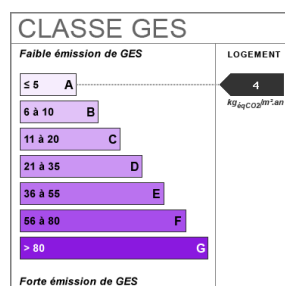 CLASSE GES
Faible émission de GES
LOGEMENT
≤ 5 A
4
kgéqCO2/m².an
6 à 10 B
11 à 20 C
21 à 35 D
36 à 55 E
56 à 80 F
> 80 G
Forte émission de GES